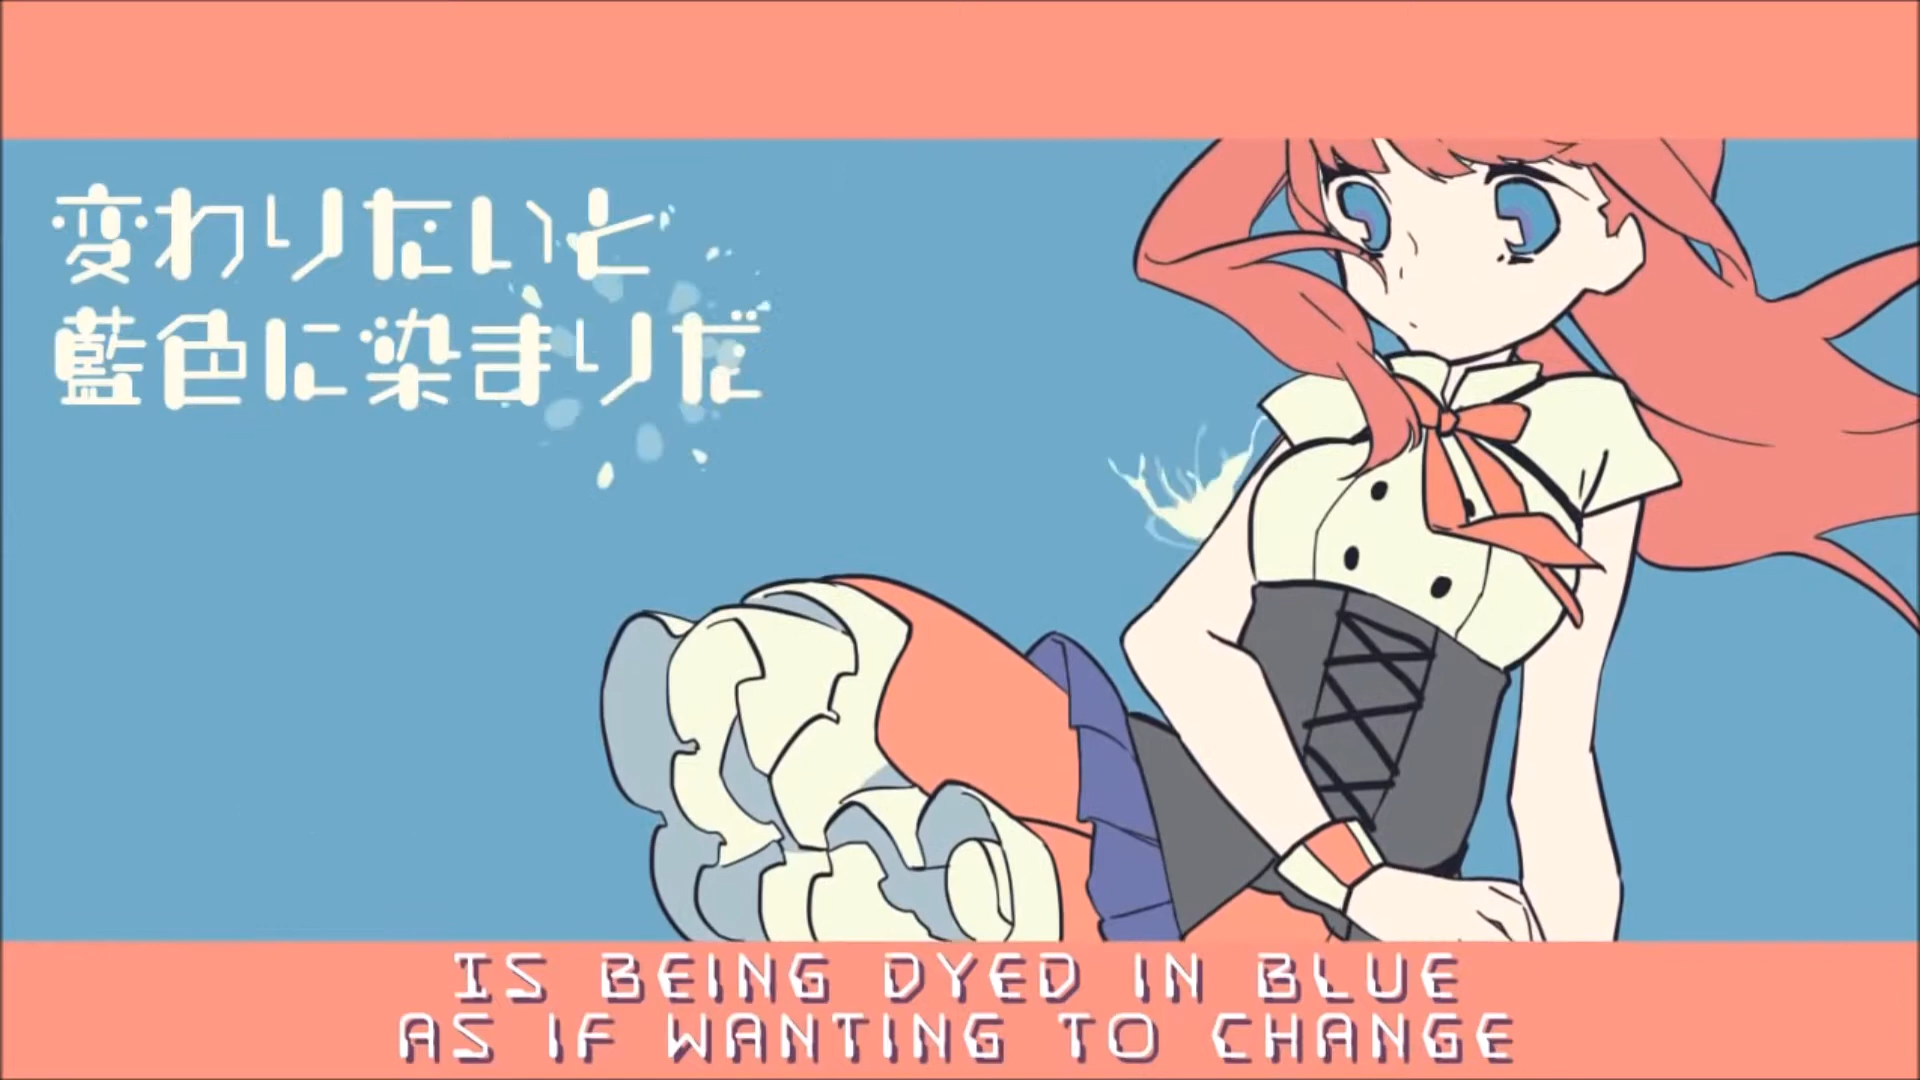 変わりたいと
藍色に染まりだ
IS BEING DYED IN BLUE
AS IF WANTING TO CHANGE